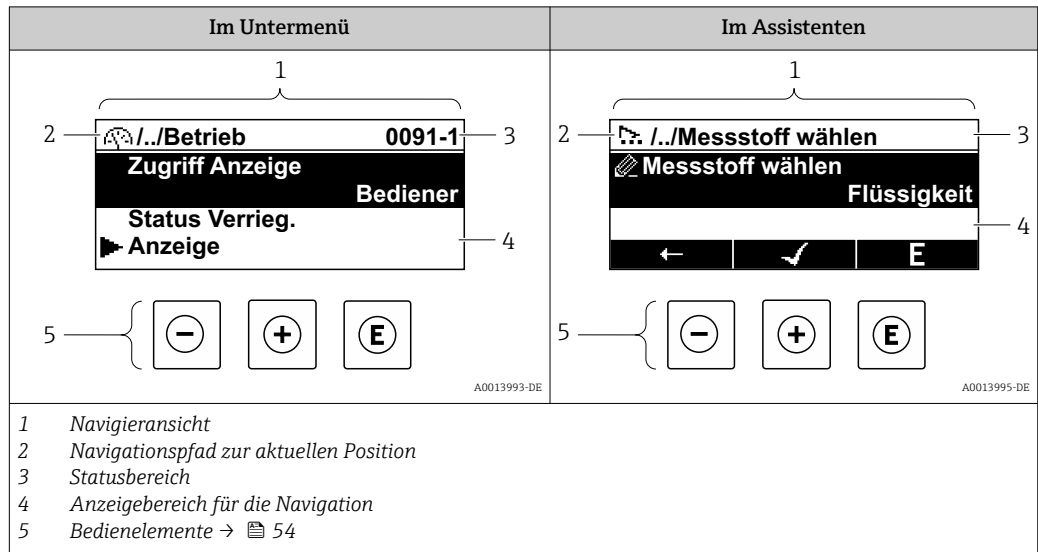 Im Untermenü
1
2
/../Betrieb 0091-1
3
Zugriff Anzeige
Bediener
Status Verrieg.
Anzeige
4
5
E
A0013993-DE
Im Assistenten
1
2
/../Messstoff wählen
3
Messstoff wählen
Flüssigkeit
4
← ✓ E
5
E
A0013995-DE
1 Navigieransicht
2 Navigationspfad zur aktuellen Position
3 Statusbereich
4 Anzeigebereich für die Navigation
5 Bedienelemente → 54